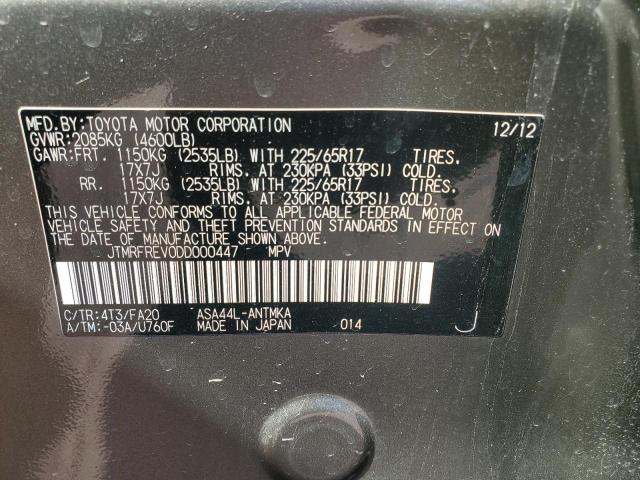 MFD.BY:TOYOTA MOTOR CORPORATION 12/12
GVWR:2085KG (4600LB)
GAWR:FRT. 1150KG (2535LB) WITH 225/65R17 TIRES,
17X7J RIMS, AT 230KPA (33PSI) COLD.
RR. 1150KG (2535LB) WITH 225/65R17 TIRES,
17X7J RIMS, AT 230KPA (33PSI) COLD.
THIS VEHICLE CONFORMS TO ALL APPLICABLE FEDERAL MOTOR
VEHICLE SAFETY AND THEFT PREVENTION STANDARDS IN EFFECT ON
THE DATE OF MANUFACTURE SHOWN ABOVE.
JTMRFREV0DD000447 MPV
C/TR:4T3/FA20 ASA44L-ANTMKA
A/TM:-03A/U760F MADE IN JAPAN 014 J